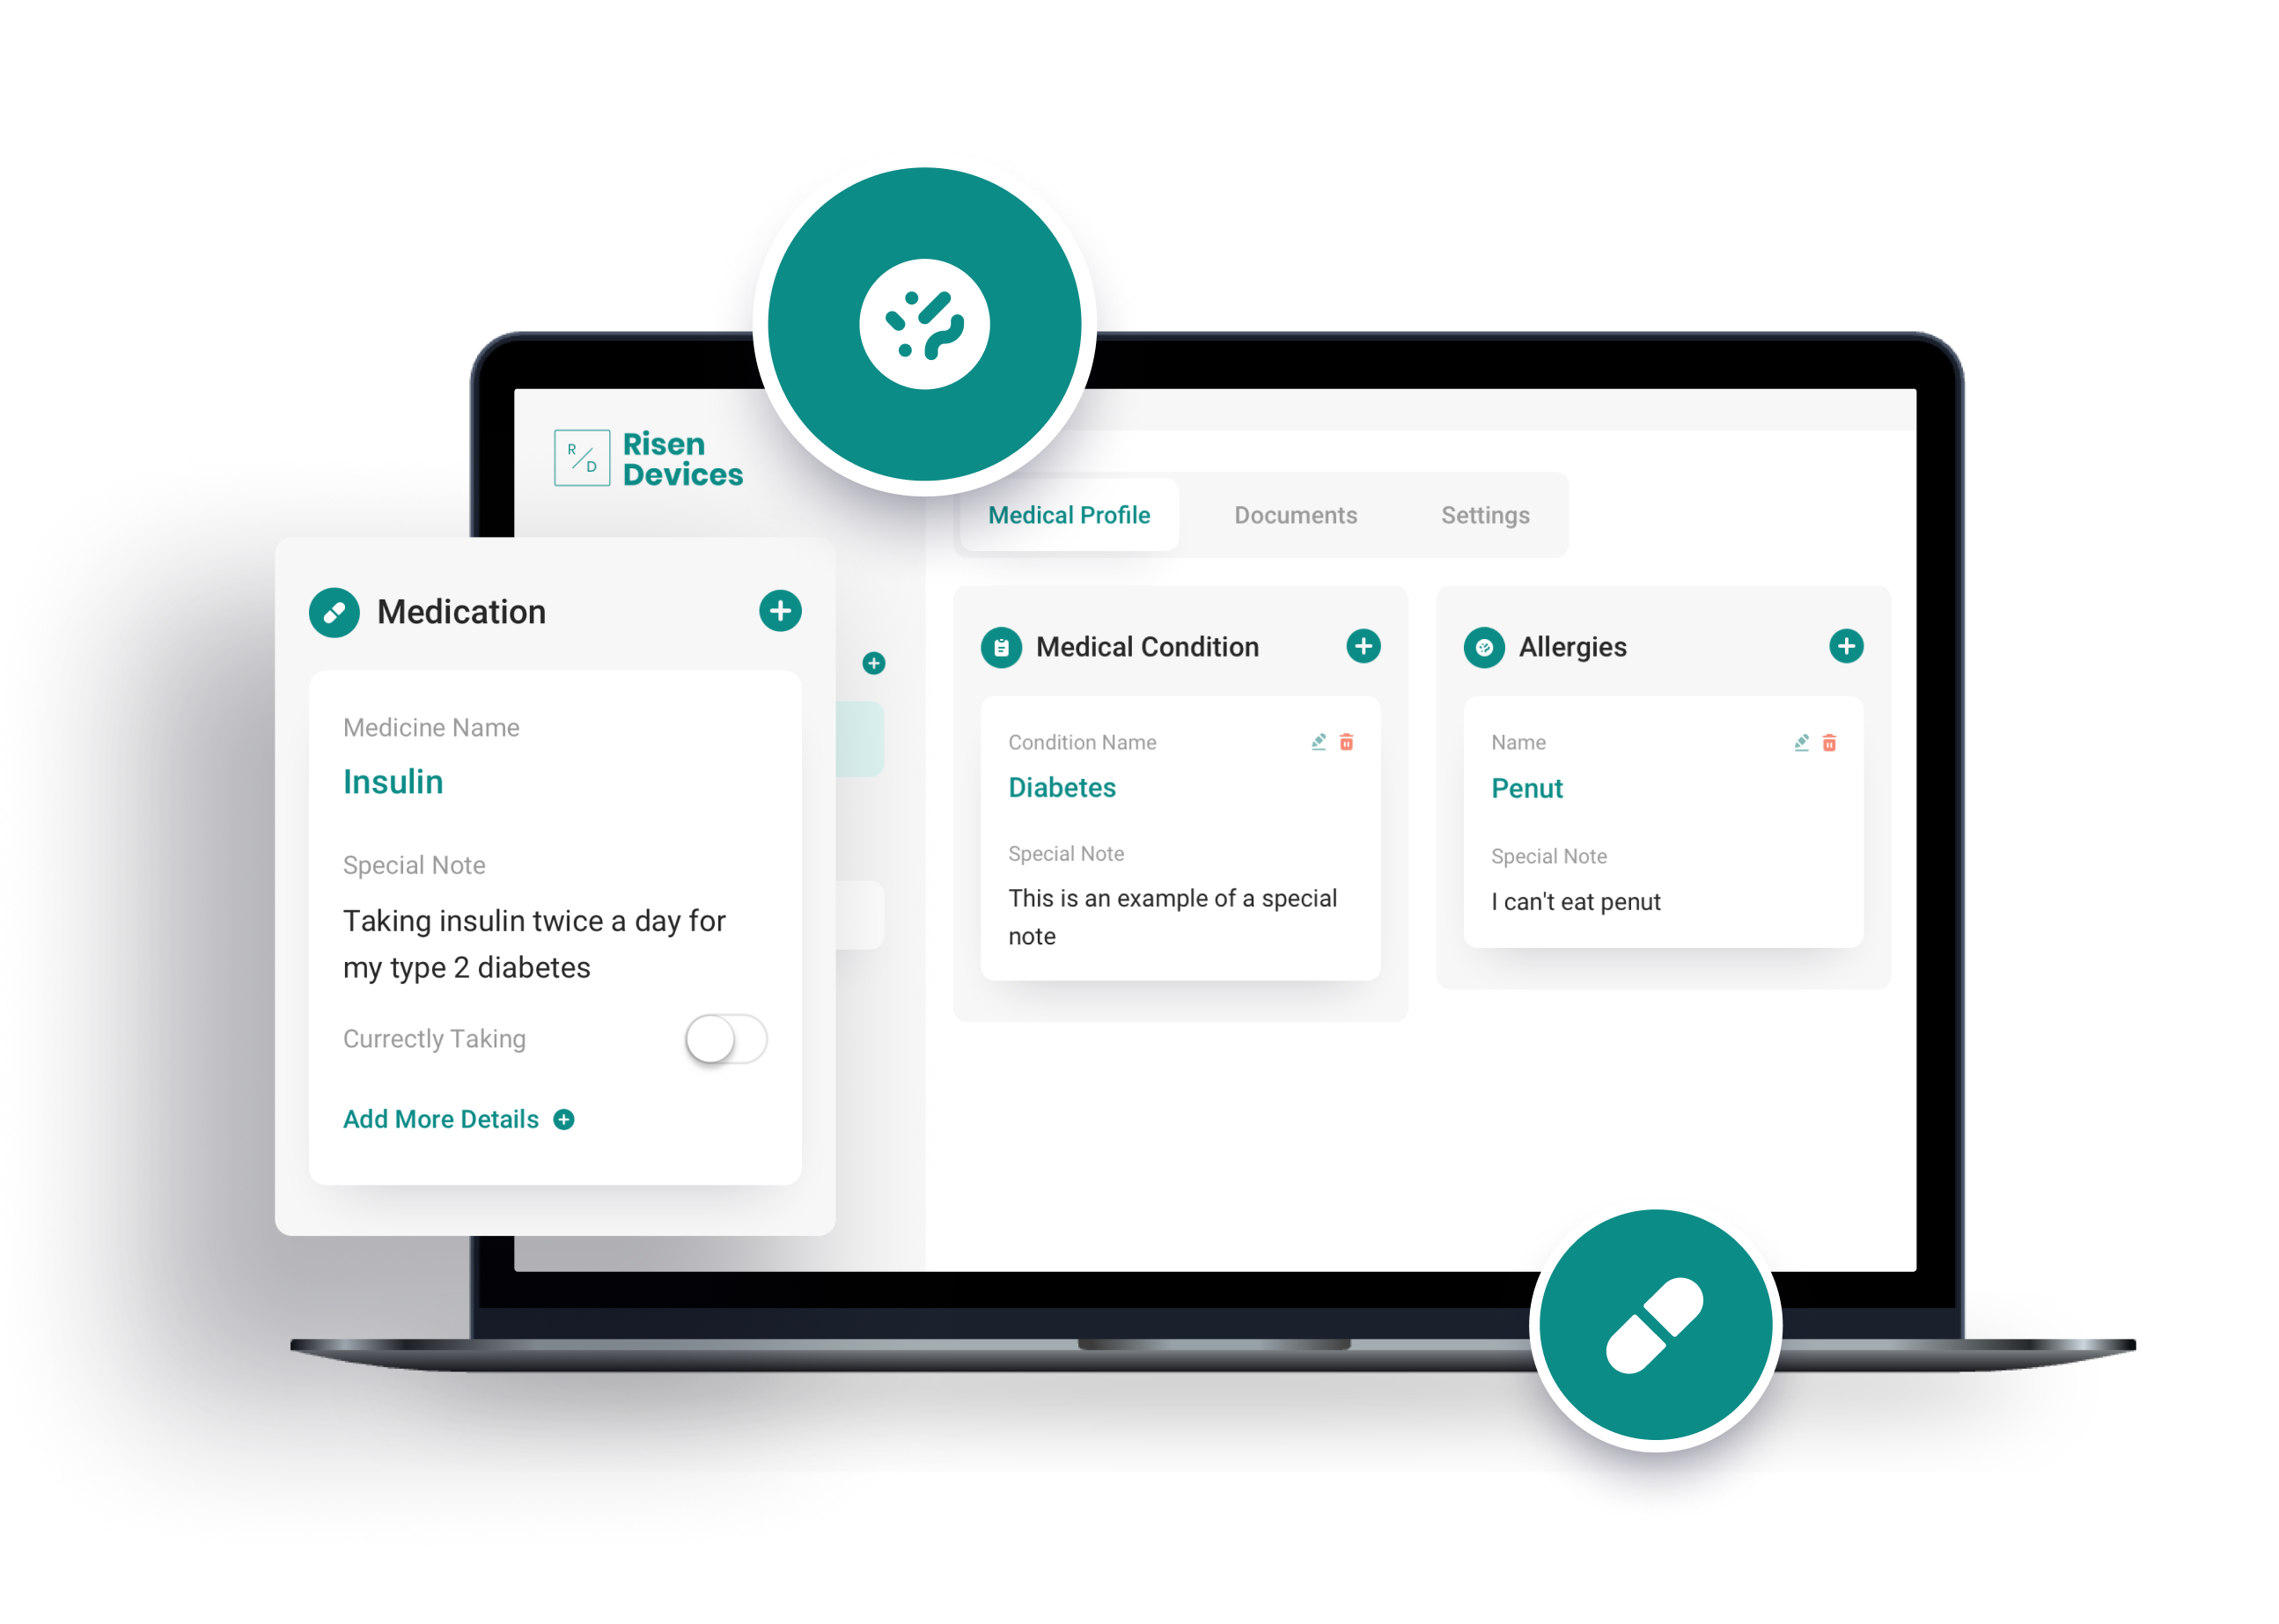 R
D
Risen
Devices
Medical Profile
Documents
Settings
Medication
Medicine Name
Insulin
Special Note
Taking insulin twice a day for
my type 2 diabetes
Currectly Taking
Add More Details
Medical Condition
Condition Name
Diabetes
Special Note
This is an example of a special
note
Allergies
Name
Penut
Special Note
I can't eat penut